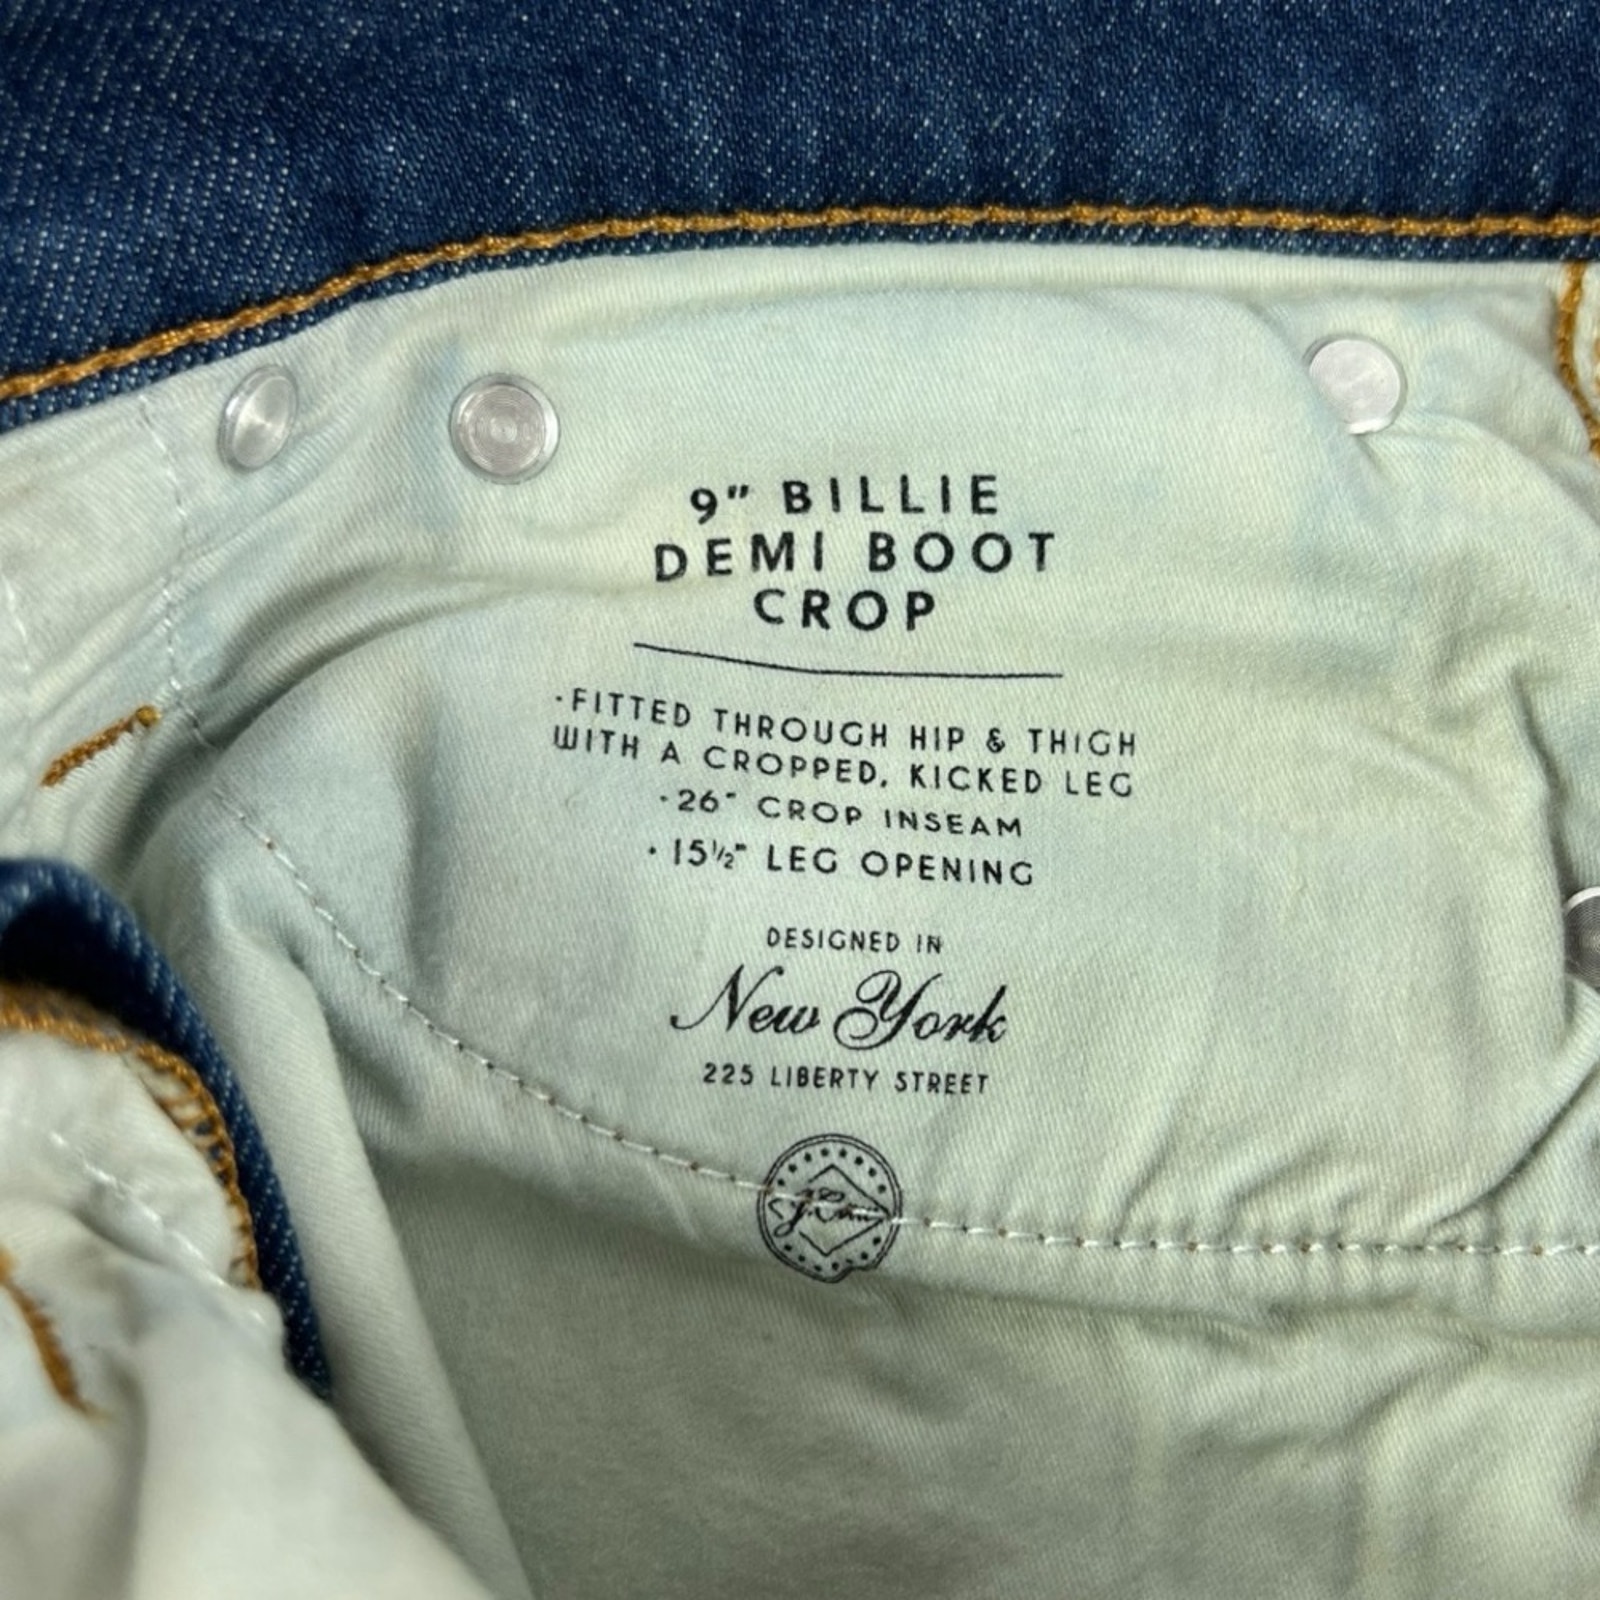 9" BILLIE
DEMI BOOT
CROP
·FITTED THROUGH HIP & THIGH
WITH A CROPPED, KICKED LEG
·26" CROP INSEAM
·15½" LEG OPENING
DESIGNED IN
New York
225 LIBERTY STREET